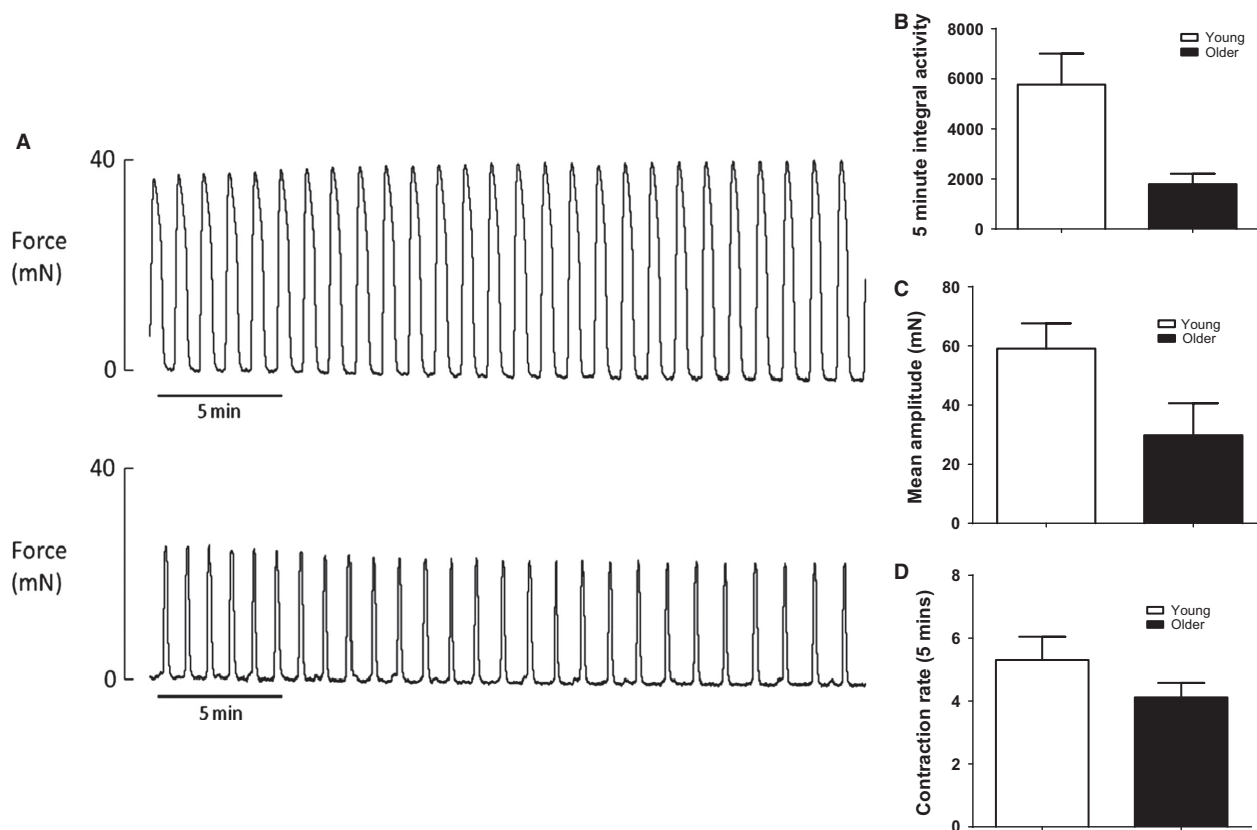 A
40
Force
(mN)
0
5 min
40
Force
(mN)
0
5 min
B
5 minute integral activity
8000
6000
4000
2000
0
Young
Older
C
Mean amplitude (mN)
80
60
40
20
0
Young
Older
D
Contraction rate (5 mins)
8
6
4
2
0
Young
Older